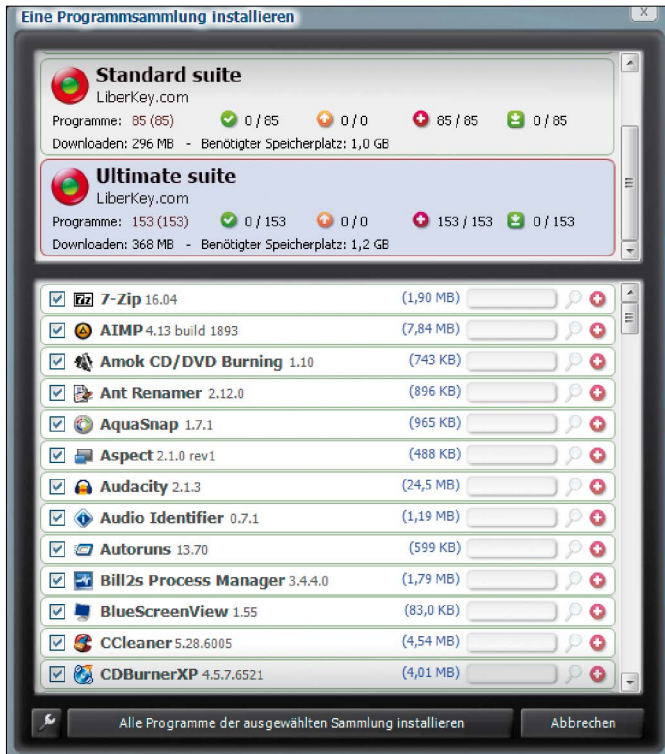 Eine Programmsammlung installieren
Standard suite
LiberKey.com
Programme: 85 (85) 0 / 85 0 / 0 85 / 85 0 / 85
Downloaden: 296 MB - Benötigter Speicherplatz: 1,0 GB
Ultimate suite
LiberKey.com
Programme: 153 (153) 0 / 153 0 / 0 153 / 153 0 / 153
Downloaden: 368 MB - Benötigter Speicherplatz: 1,2 GB
7-Zip 16.04 (1,90 MB)
AIMP 4.13 build 1893 (7,84 MB)
Amok CD/DVD Burning 1.10 (743 KB)
Ant Renamer 2.12.0 (896 KB)
AquaSnap 1.7.1 (965 KB)
Aspect 2.1.0 rev1 (488 KB)
Audacity 2.1.3 (24,5 MB)
Audio Identifier 0.7.1 (1,19 MB)
Autoruns 13.70 (599 KB)
Bill2s Process Manager 3.4.4.0 (1,79 MB)
BlueScreenView 1.55 (83,0 KB)
CCleaner 5.28.6005 (4,54 MB)
CDBurnerXP 4.5.7.6521 (4,01 MB)
Alle Programme der ausgewählten Sammlung installieren Abbrechen